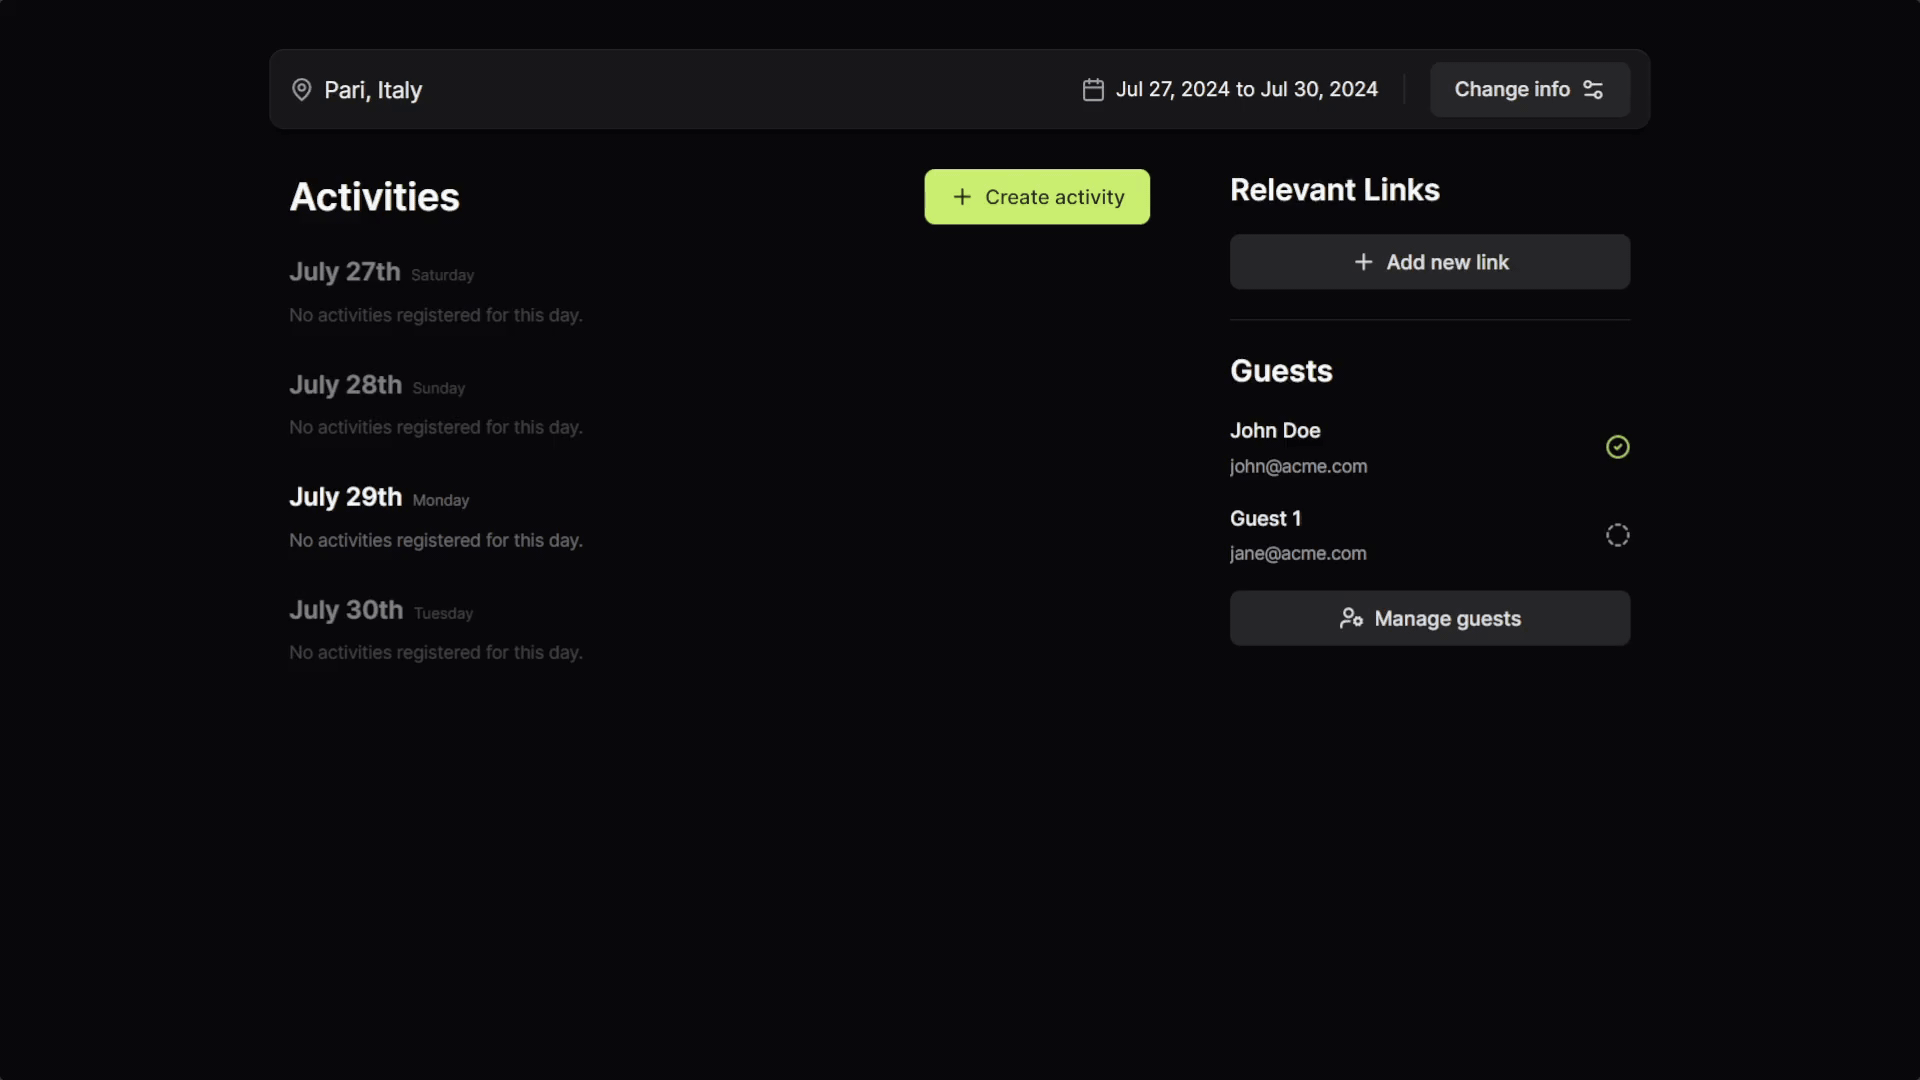 Pari, Italy
Jul 27, 2024 to Jul 30, 2024
Change info
Activities
Create activity
July 27th Saturday
No activities registered for this day.
July 28th Sunday
No activities registered for this day.
July 29th Monday
No activities registered for this day.
July 30th Tuesday
No activities registered for this day.
Relevant Links
Add new link
Guests
John Doe
john@acme.com
Guest 1
jane@acme.com
Manage guests